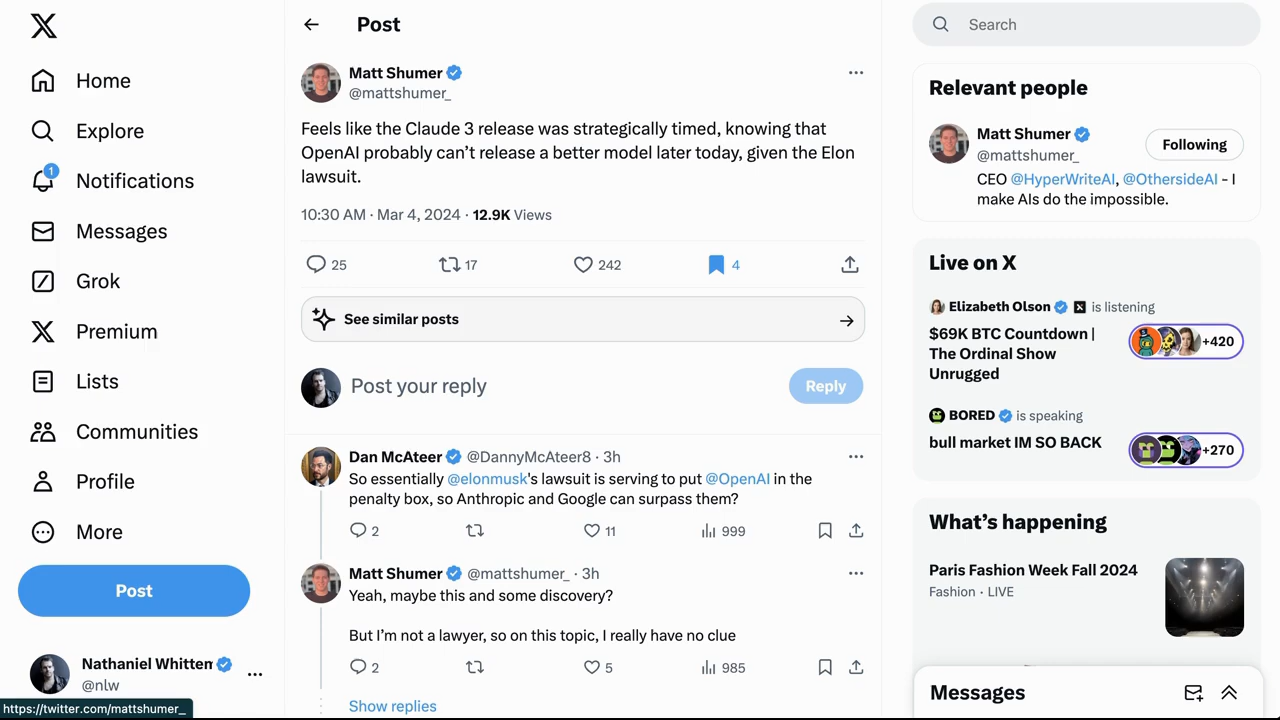 Home
Explore
1
Notifications
Messages
Grok
Premium
Lists
Communities
Profile
More
Post
Nathaniel Whittem
@nlw
https://twitter.com/mattshumer_
Post
Matt Shumer
@mattshumer_
Feels like the Claude 3 release was strategically timed, knowing that
OpenAI probably can’t release a better model later today, given the Elon
lawsuit.
10:30 AM · Mar 4, 2024 · 12.9K Views
25 17 242 4
See similar posts
Post your reply
Reply
Dan McAteer @DannyMcAteer8 · 3h
So essentially @elonmusk's lawsuit is serving to put @OpenAI in the
penalty box, so Anthropic and Google can surpass them?
2 11 999
Matt Shumer @mattshumer_ · 3h
Yeah, maybe this and some discovery?
But I’m not a lawyer, so on this topic, I really have no clue
2 5 985
Show replies
Search
Relevant people
Matt Shumer
@mattshumer_
Following
CEO @HyperWriteAI, @OthersideAI - I
make AIs do the impossible.
Live on X
Elizabeth Olson is listening
$69K BTC Countdown |
The Ordinal Show
Unrugged
+420
BORED is speaking
bull market IM SO BACK
+270
What’s happening
Paris Fashion Week Fall 2024
Fashion · LIVE
Messages